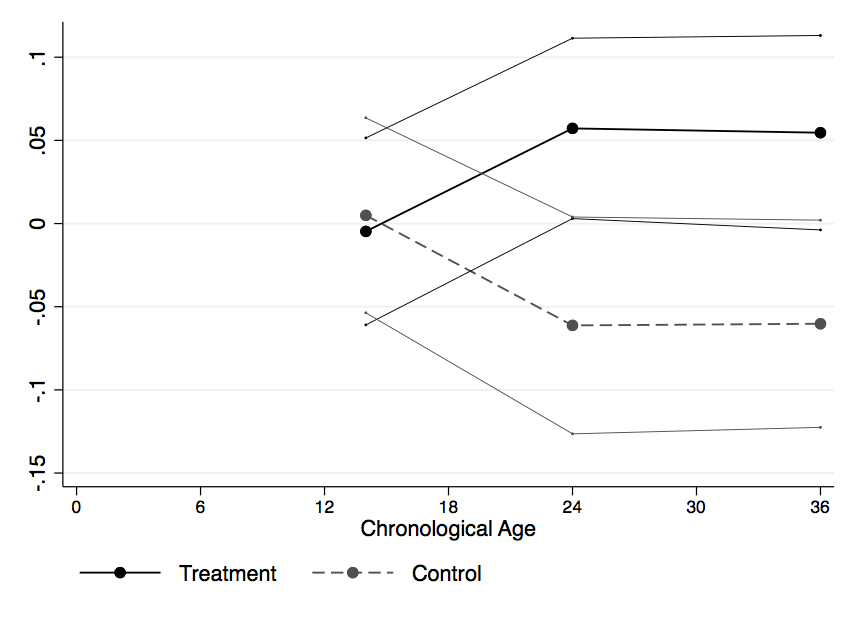 .1
.05
0
-.05
-.1
-.15
0 6 12 18 24 30 36
Chronological Age
Treatment Control